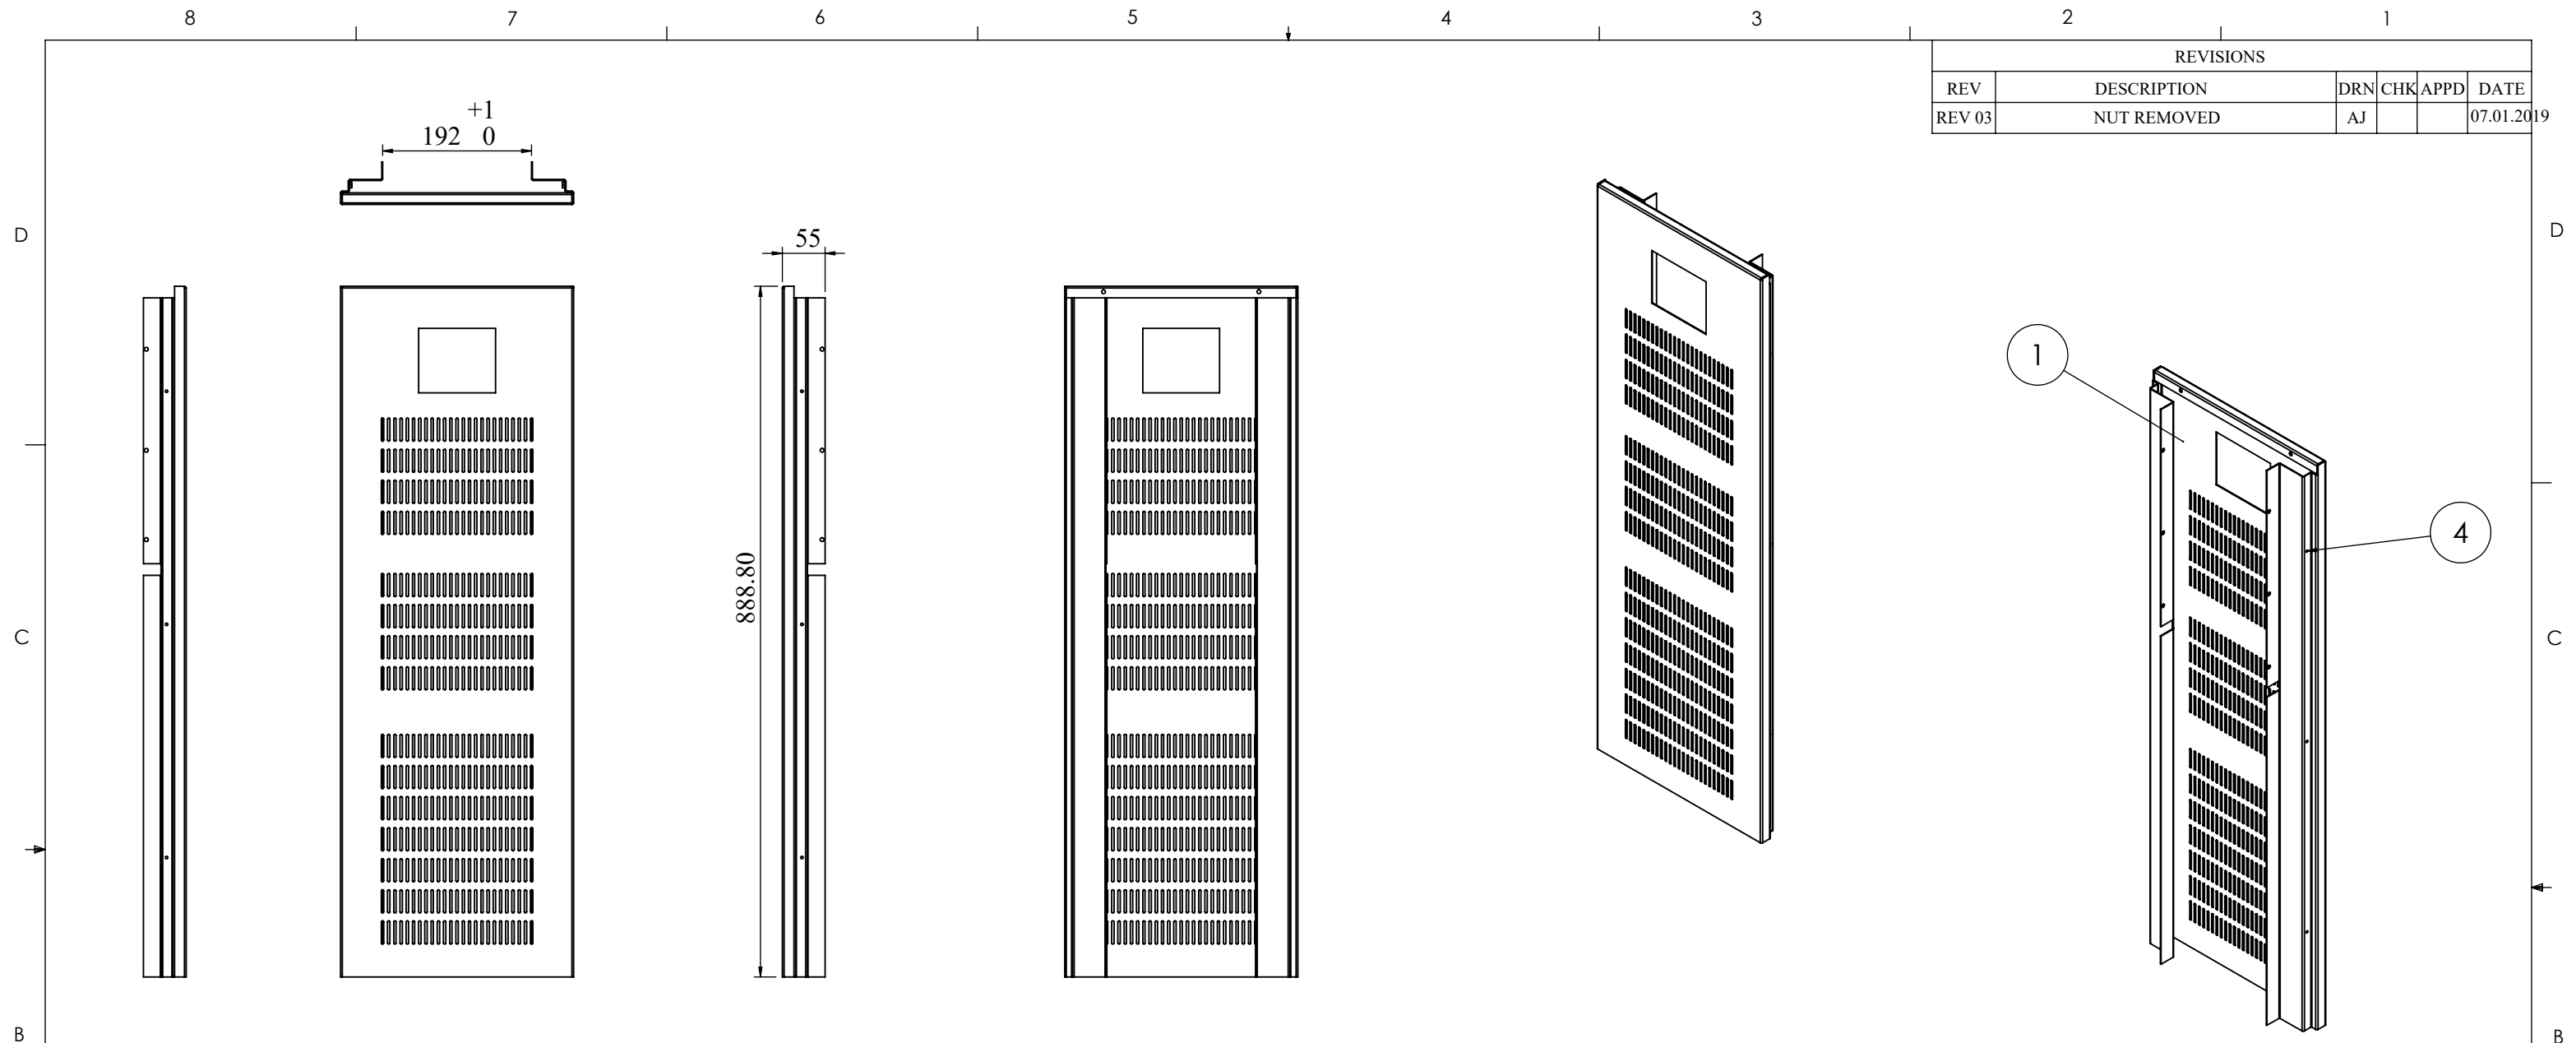 8 7 6 5 4 3 2 1
REVISIONS
REV DESCRIPTION DRN CHK APPD DATE
REV 03 NUT REMOVED AJ 07.01.2019
+1
192 0
D D
55
1
4
888.80
C C
B B